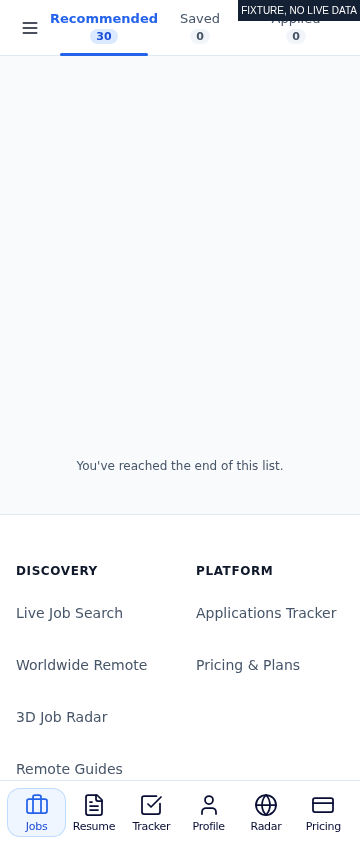 FIXTURE, NO LIVE DATA
Recommended Saved Applied
30 0 0
You've reached the end of this list.
DISCOVERY PLATFORM
Live Job Search Applications Tracker
Worldwide Remote Pricing & Plans
3D Job Radar
Remote Guides
Jobs Resume Tracker Profile Radar Pricing